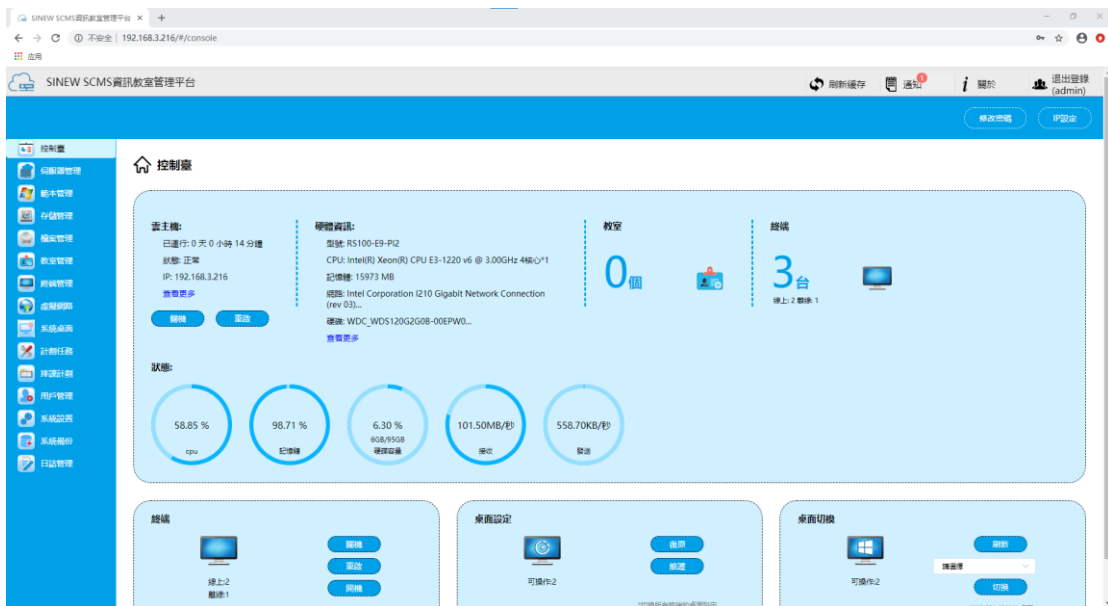 SINEW SCMS資訊教室管理平台
不安全 | 192.168.3.216/#/console
应用
SINEW SCMS資訊教室管理平台
刷新緩存
通知
1
關於
退出登錄
(admin)
修改密碼
IP設定
控制臺
伺服器管理
範本管理
存儲管理
檔案管理
教室管理
終端管理
虛擬網路
系統桌面
計劃任務
排課計劃
用戶管理
系統設置
系統備份
日誌管理
控制臺
雲主機:
已運行: 0 天 0 小時 14 分鐘
狀態: 正常
IP: 192.168.3.216
查看更多
關機
重啟
硬體資訊:
型號: RS100-E9-PI2
CPU: Intel(R) Xeon(R) CPU E3-1220 v6 @ 3.00GHz 4核心*1
記憶體: 15973 MB
網路: Intel Corporation I210 Gigabit Network Connection
(rev 03)...
硬碟: WDC_WDS120G2G0B-00EPW0...
查看更多
教室
0個
終端
3台
線上: 2 離線: 1
狀態:
58.85 %
cpu
98.71 %
記憶體
6.30 %
6GB/95GB
硬碟容量
101.50MB/秒
接收
558.70KB/秒
發送
終端
線上:2
離線:1
關機
重啟
開機
桌面設定
可操作:2
復原
維護
桌面切換
可操作:2
刷新
請選擇
切換